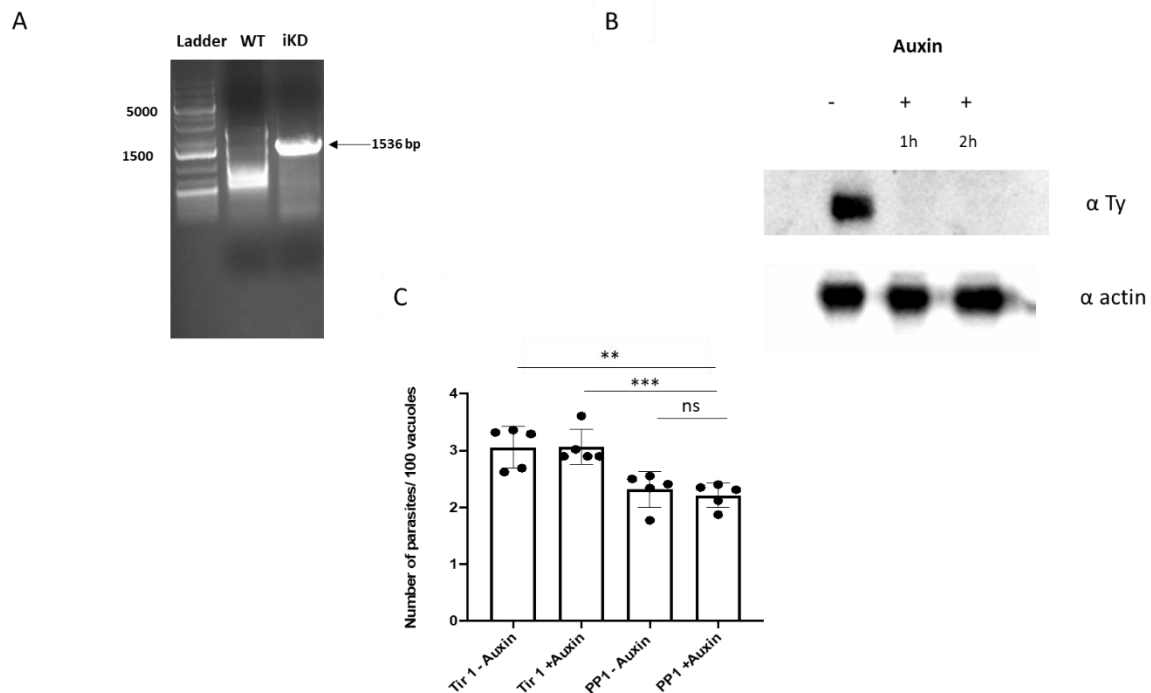 A
Ladder WT iKD
5000
1500
1536 bp
B
Auxin
- + +
1h 2h
α Ty
α actin
C
**
***
ns
Number of parasites/ 100 vacuoles
4
3
2
1
0
Tir 1 - Auxin
Tir 1 +Auxin
PP1 - Auxin
PP1 +Auxin